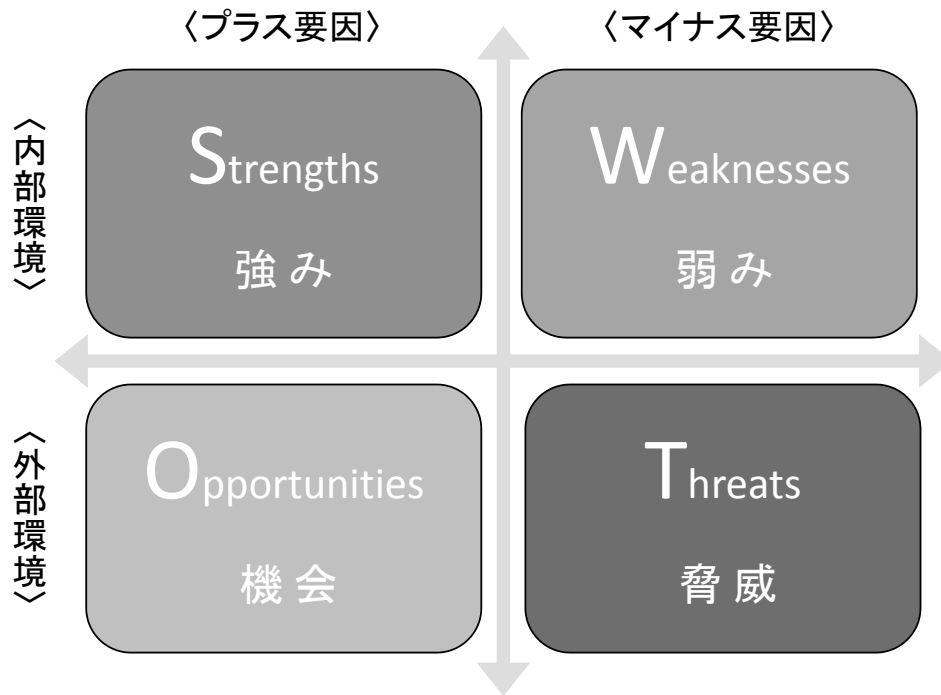 〈プラス要因〉
〈マイナス要因〉
〈内部環境〉
Strengths
強み
Weaknesses
弱み
〈外部環境〉
Opportunities
機会
Threats
脅威